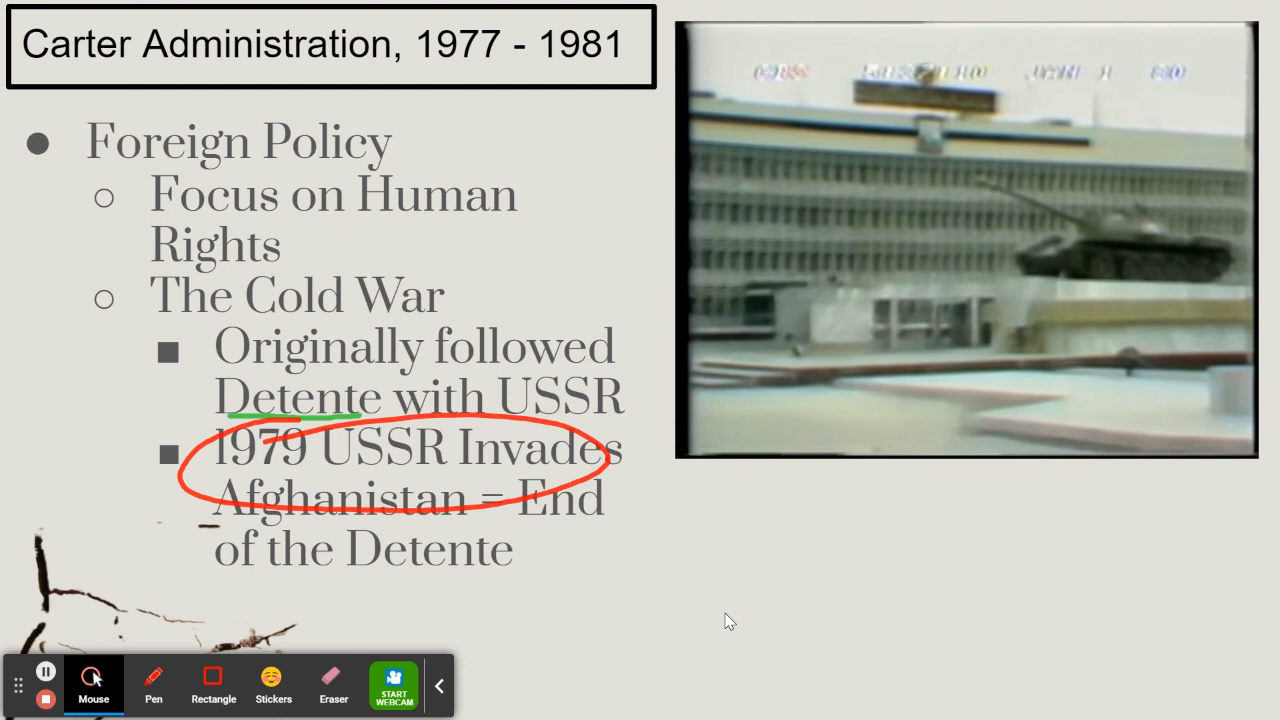 Carter Administration, 1977 - 1981
● Foreign Policy
○ Focus on Human
Rights
○ The Cold War
■ Originally followed
Detente with USSR
■ 1979 USSR Invades
Afghanistan = End
of the Detente
Mouse
Pen
Rectangle
Stickers
Eraser
START
WEBCAM